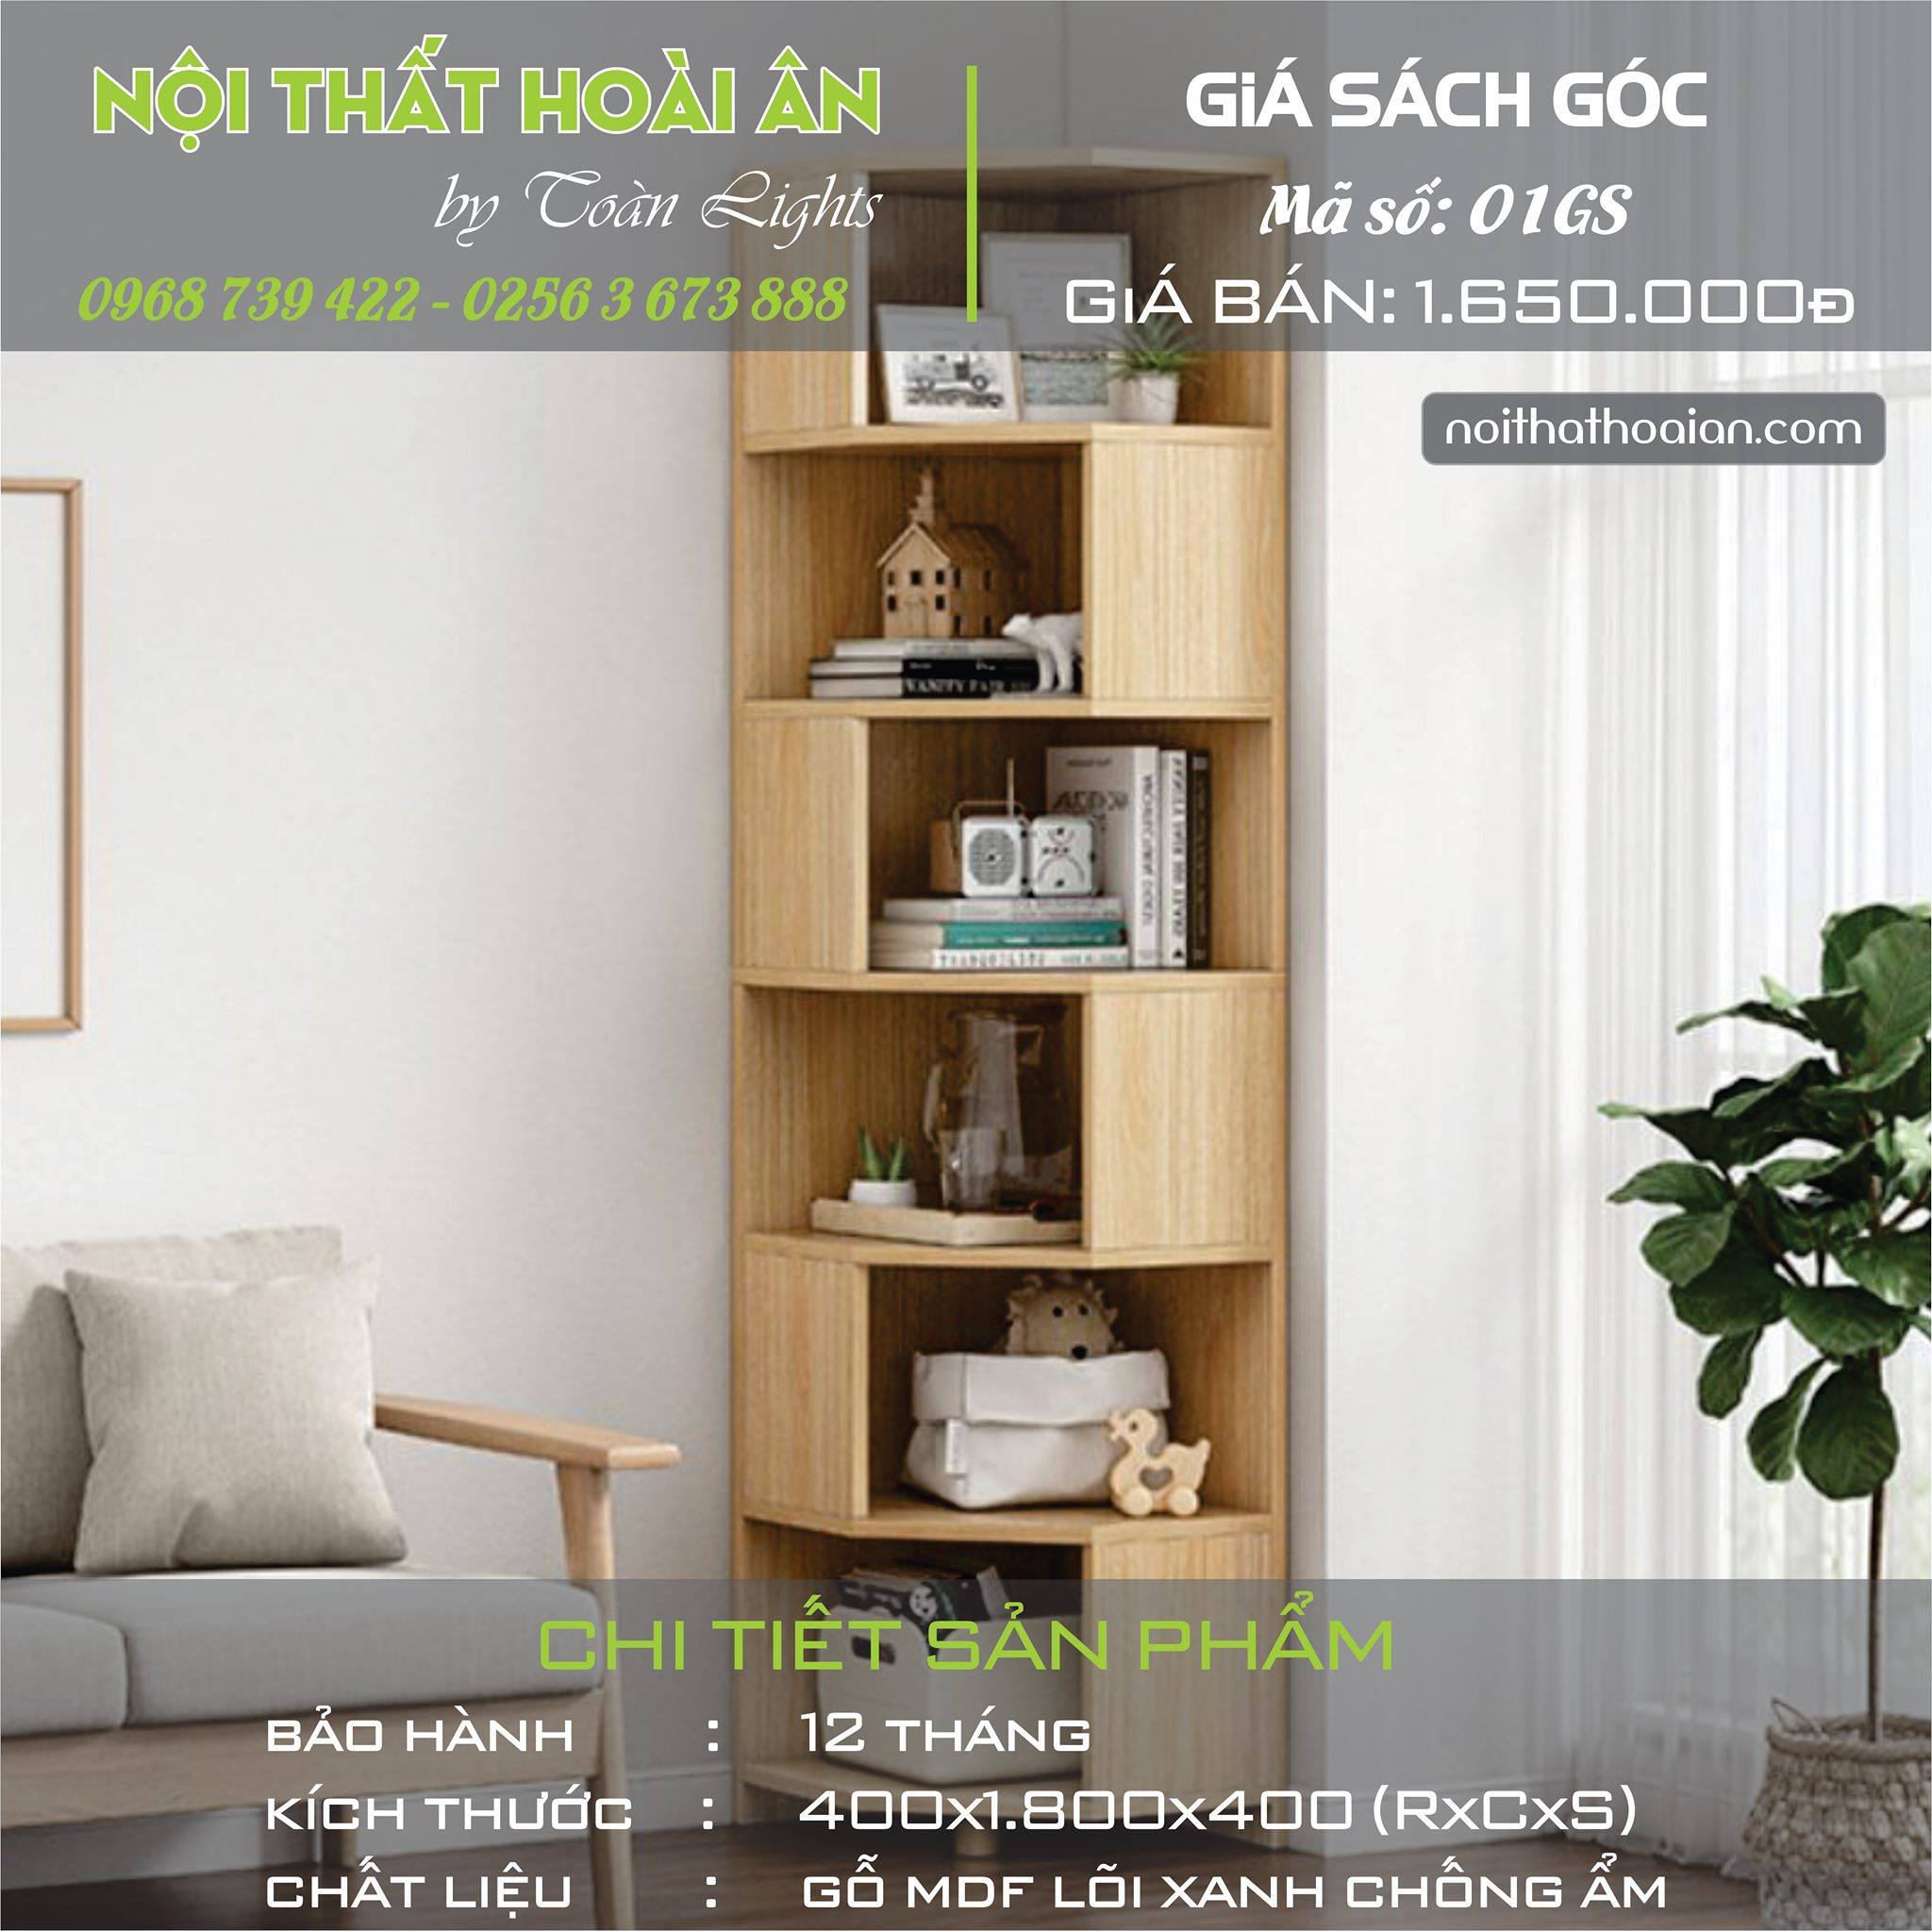 NỘI THẤT HOÀI ÂN
by Toàn Lights
0968 739 422 - 0256 3 673 888
GIÁ SÁCH GÓC
Mã số: 01GS
GIÁ BÁN: 1.650.000Đ
noithathoaian.com
VANITY FAIR
CHI TIẾT SẢN PHẨM
BẢO HÀNH : 12 THÁNG
KÍCH THƯỚC : 400x1.800x400 (RxCxS)
CHẤT LIỆU : GỖ MDF LÕI XANH CHỐNG ẨM